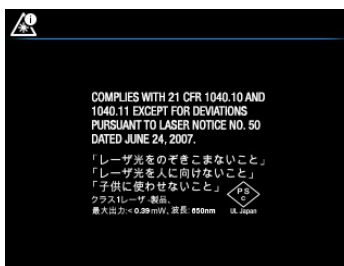 COMPLIES WITH 21 CFR 1040.10 AND
1040.11 EXCEPT FOR DEVIATIONS
PURSUANT TO LASER NOTICE NO. 50
DATED JUNE 24, 2007.
「レーザ光をのぞきこまないこと」
「レーザ光を人に向けないこと」
「子供に使わせないこと」
クラス1レーザ-製品、
最大出力:< 0.39 mW、波長: 650nm
PS
C
UL Japan